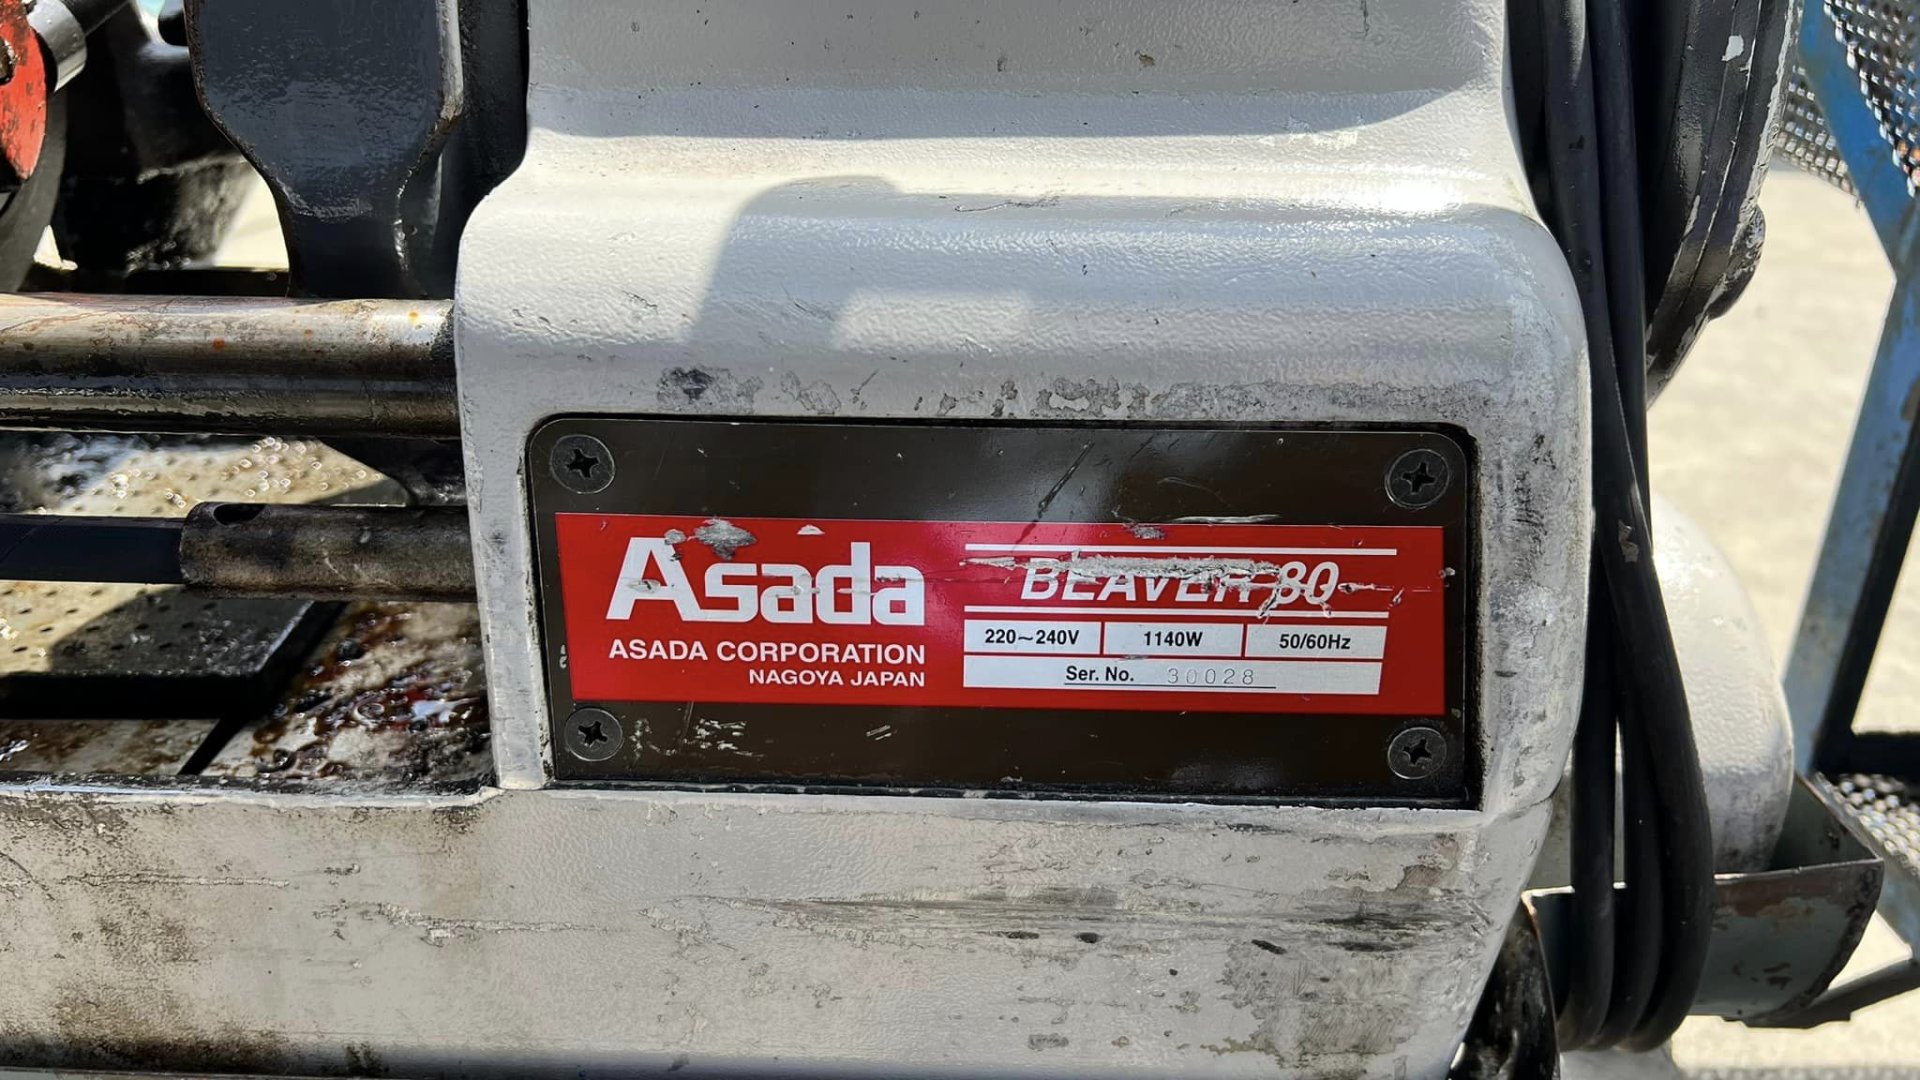 Asada
ASADA CORPORATION
NAGOYA JAPAN
BEAVER 80
220~240V 1140W 50/60Hz
Ser. No. 30028